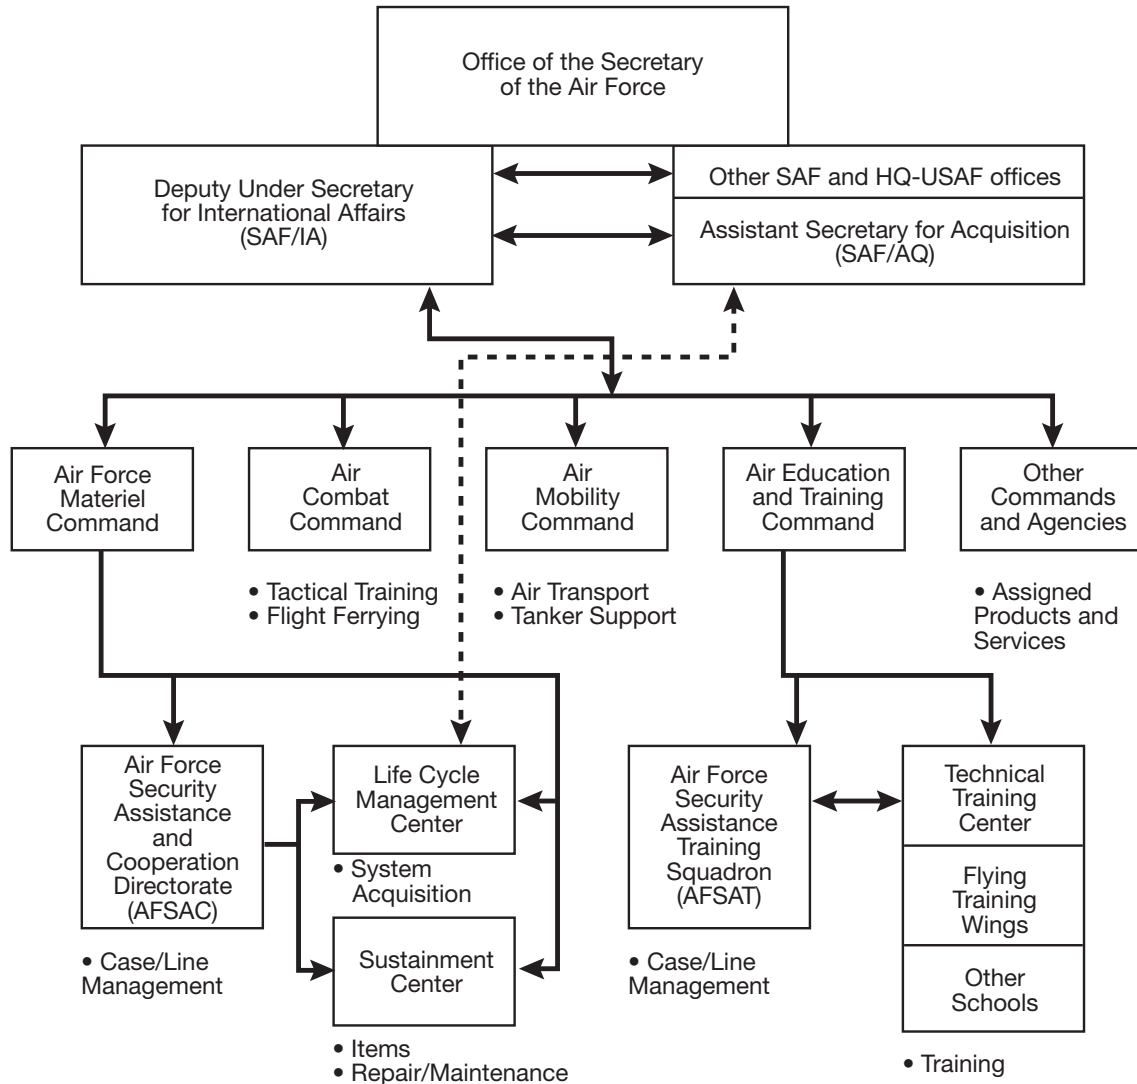 Office of the Secretary
of the Air Force
Deputy Under Secretary
for International Affairs
(SAF/IA)
Other SAF and HQ-USAF offices
Assistant Secretary for Acquisition
(SAF/AQ)
Air Force
Materiel
Command
Air
Combat
Command
Air
Mobility
Command
Air Education
and Training
Command
Other
Commands
and Agencies
• Tactical Training
• Flight Ferrying
• Air Transport
• Tanker Support
• Assigned
Products and
Services
Air Force
Security
Assistance
and
Cooperation
Directorate
(AFSAC)
• Case/Line
Management
Life Cycle
Management
Center
• System
Acquisition
Sustainment
Center
• Items
• Repair/Maintenance
Air Force
Security
Assistance
Training
Squadron
(AFSAT)
• Case/Line
Management
Technical
Training
Center
Flying
Training
Wings
Other
Schools
• Training